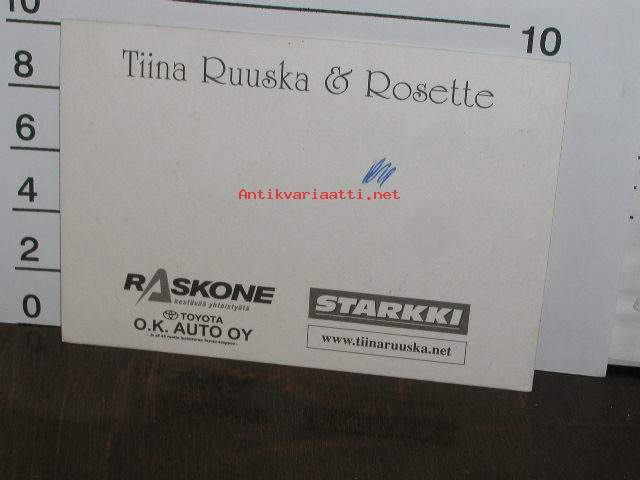 10
10
8
6
4
2
0
Tiina Ruuska & Rosette
Antikvariaatti.net
RASKONE
kestävää yhteistyötä
TOYOTA
O.K. AUTO OY
STARKKI
www.tiinaruuska.net